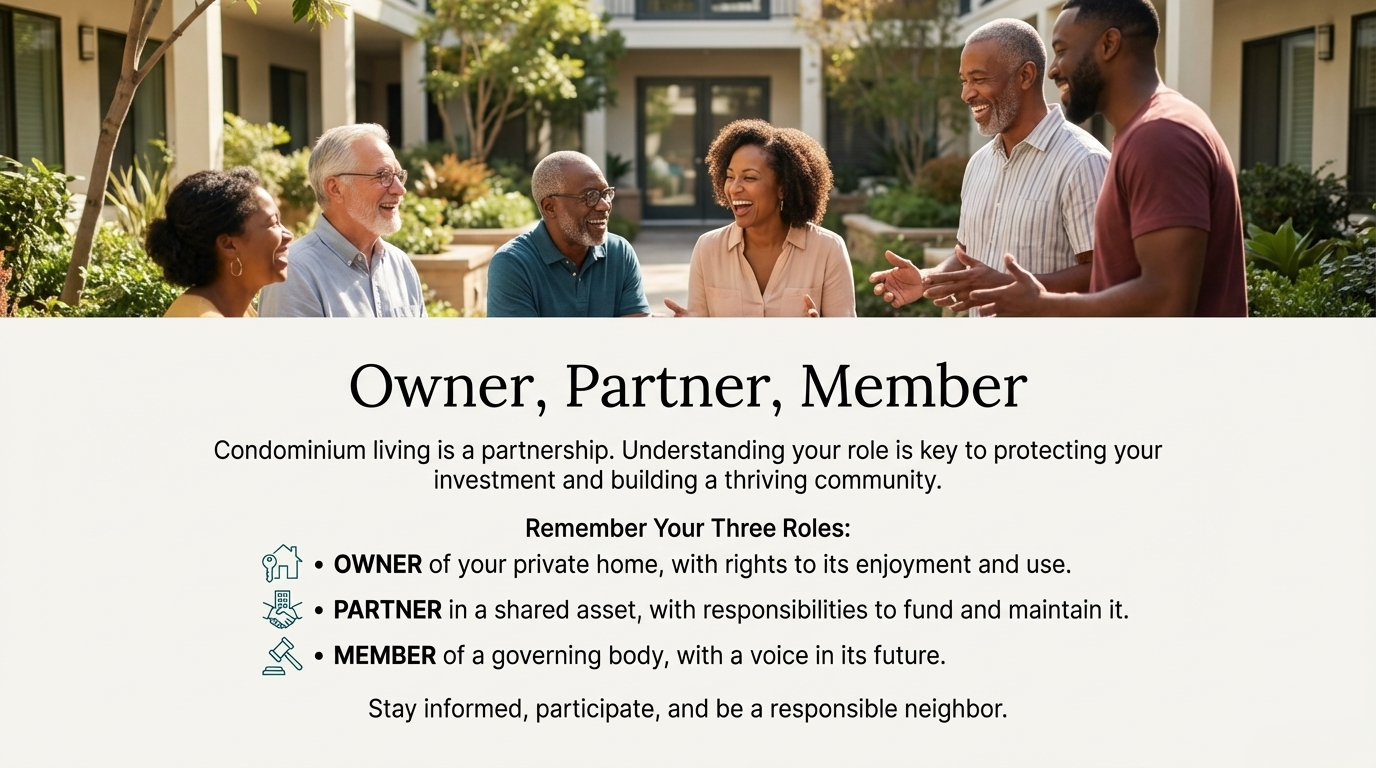 Owner, Partner, Member
Condominium living is a partnership. Understanding your role is key to protecting your
investment and building a thriving community.
Remember Your Three Roles:
• OWNER of your private home, with rights to its enjoyment and use.
• PARTNER in a shared asset, with responsibilities to fund and maintain it.
• MEMBER of a governing body, with a voice in its future.
Stay informed, participate, and be a responsible neighbor.